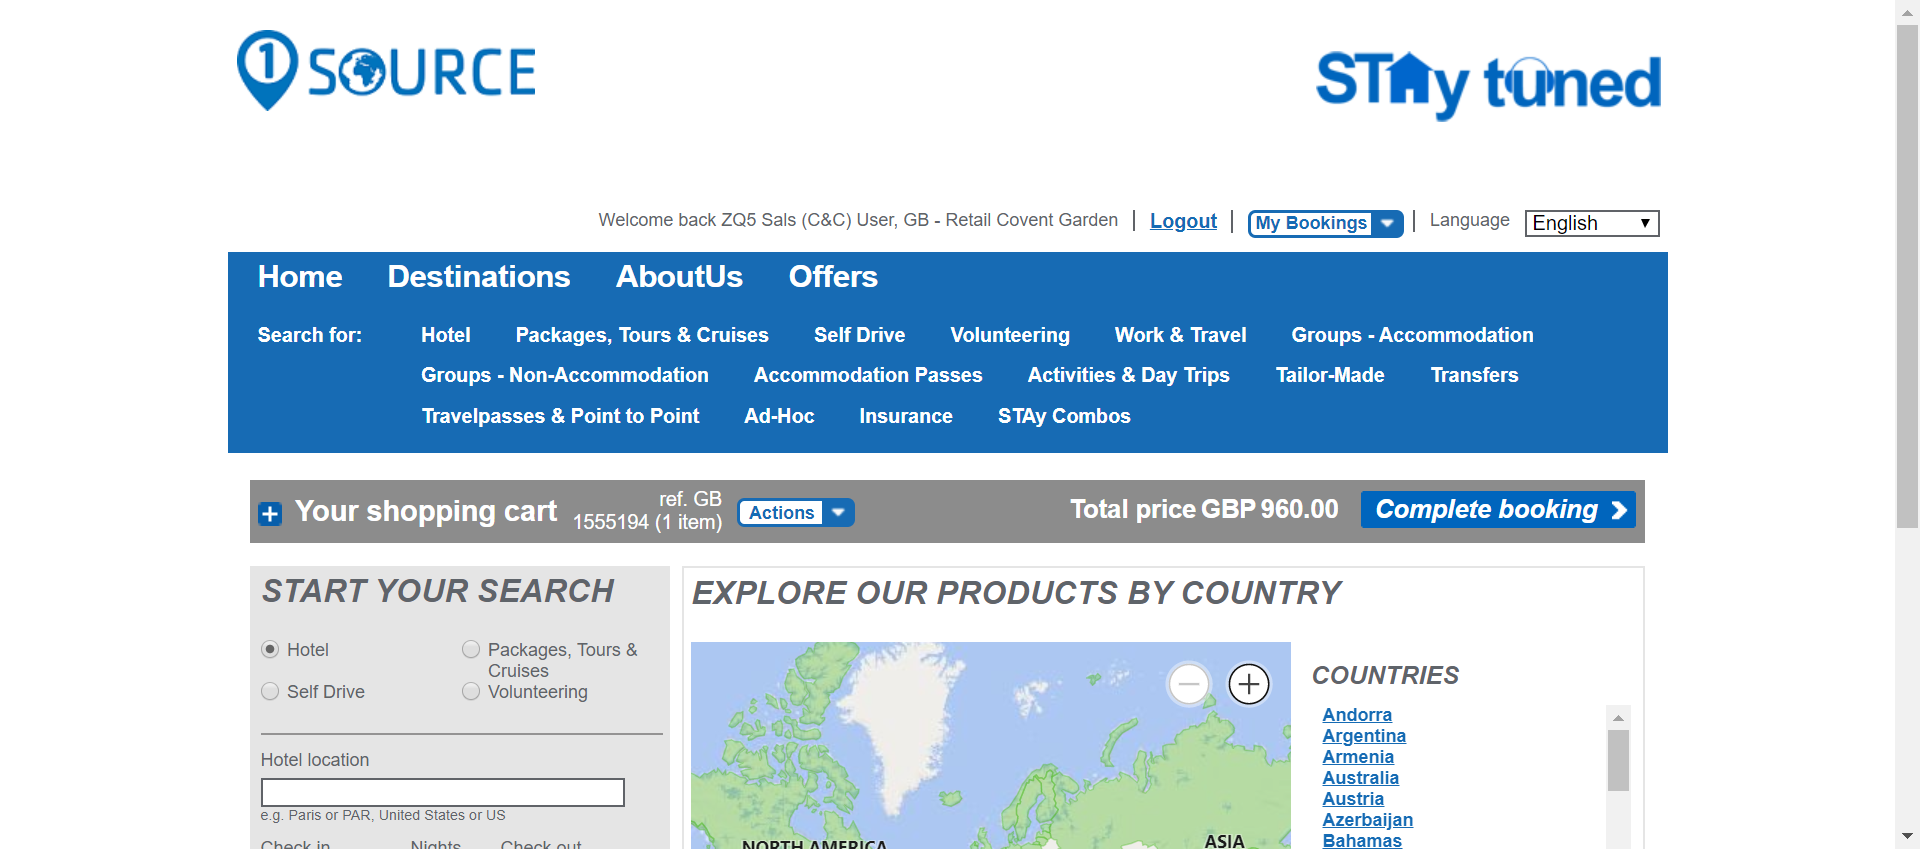 1 SOURCE
STAy tuned
Welcome back ZQ5 Sals (C&C) User, GB - Retail Covent Garden
Logout
My Bookings
Language
English
Home Destinations AboutUs Offers
Search for: Hotel Packages, Tours & Cruises Self Drive Volunteering Work & Travel Groups - Accommodation
Groups - Non-Accommodation Accommodation Passes Activities & Day Trips Tailor-Made Transfers
Travelpasses & Point to Point Ad-Hoc Insurance STAy Combos
Your shopping cart
ref. GB
1555194 (1 item)
Actions
Total price GBP 960.00
Complete booking
START YOUR SEARCH
Hotel
Packages, Tours &
Cruises
Self Drive
Volunteering
Hotel location
e.g. Paris or PAR, United States or US
Check in Nights Check out
EXPLORE OUR PRODUCTS BY COUNTRY
NORTH AMERICA
ASIA
COUNTRIES
Andorra
Argentina
Armenia
Australia
Austria
Azerbaijan
Bahamas